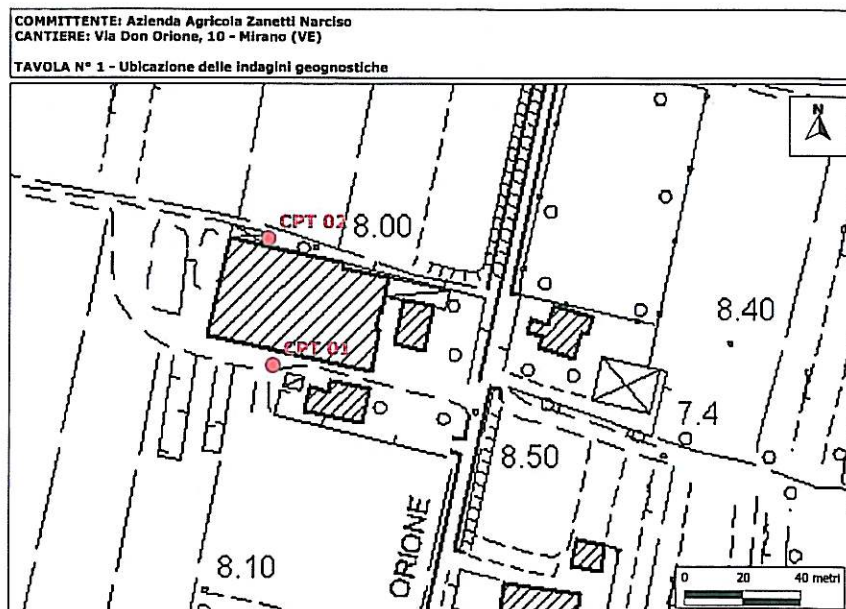 COMMITTENTE: Azienda Agricola Zanetti Narciso
CANTIERE: Via Don Orione, 10 - Mirano (VE)
TAVOLA N° 1 - Ubicazione delle indagini geognostiche
N
CPT 02
8.00
8.40
CPT 01
7.4
8.50
ORIONE
8.10
0 20 40 metri